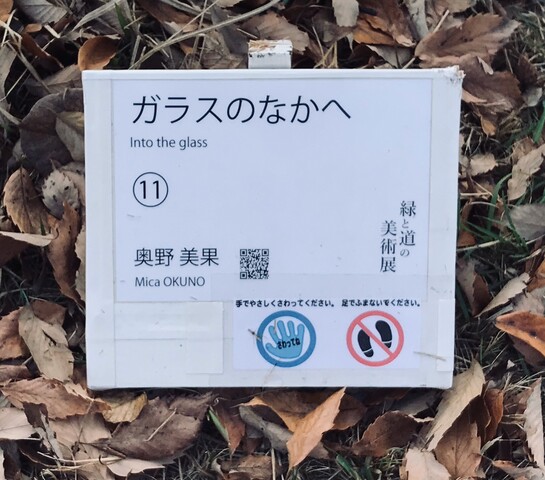 ガラスのなかへ
Into the glass
⑪
奥野 美果
Mica OKUNO
緑と道の
美術展
手でやさしくさわってください。 足でふまないでください。
さわってね